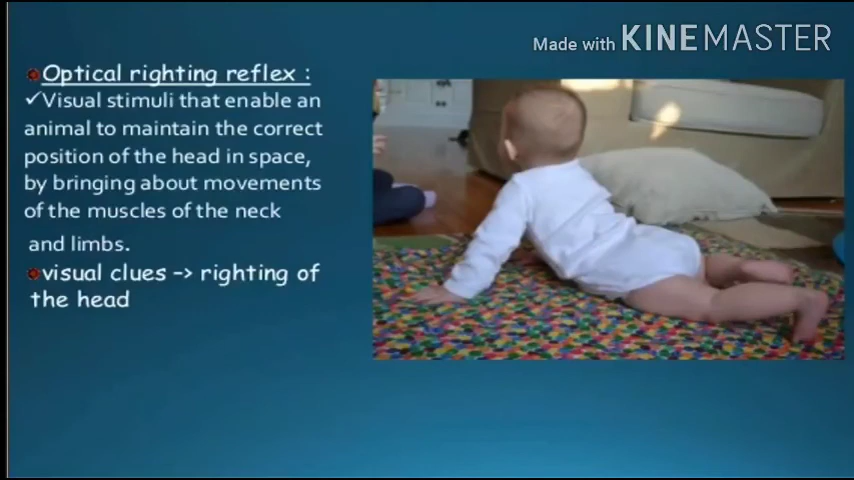 Made with KINEMASTER
Optical righting reflex :
✓Visual stimuli that enable an
animal to maintain the correct
position of the head in space,
by bringing about movements
of the muscles of the neck
and limbs.
visual clues -> righting of
the head